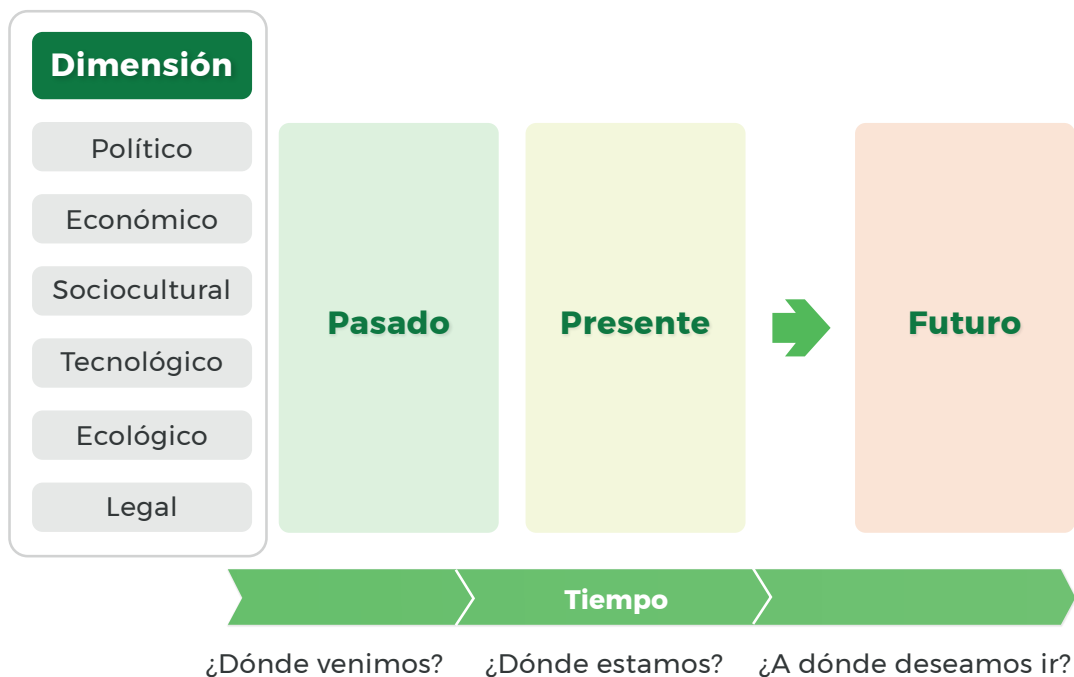 Dimensión
Político
Económico
Sociocultural
Tecnológico
Ecológico
Legal
Pasado
Presente
Futuro
Tiempo
¿Dónde venimos?
¿Dónde estamos?
¿A dónde deseamos ir?